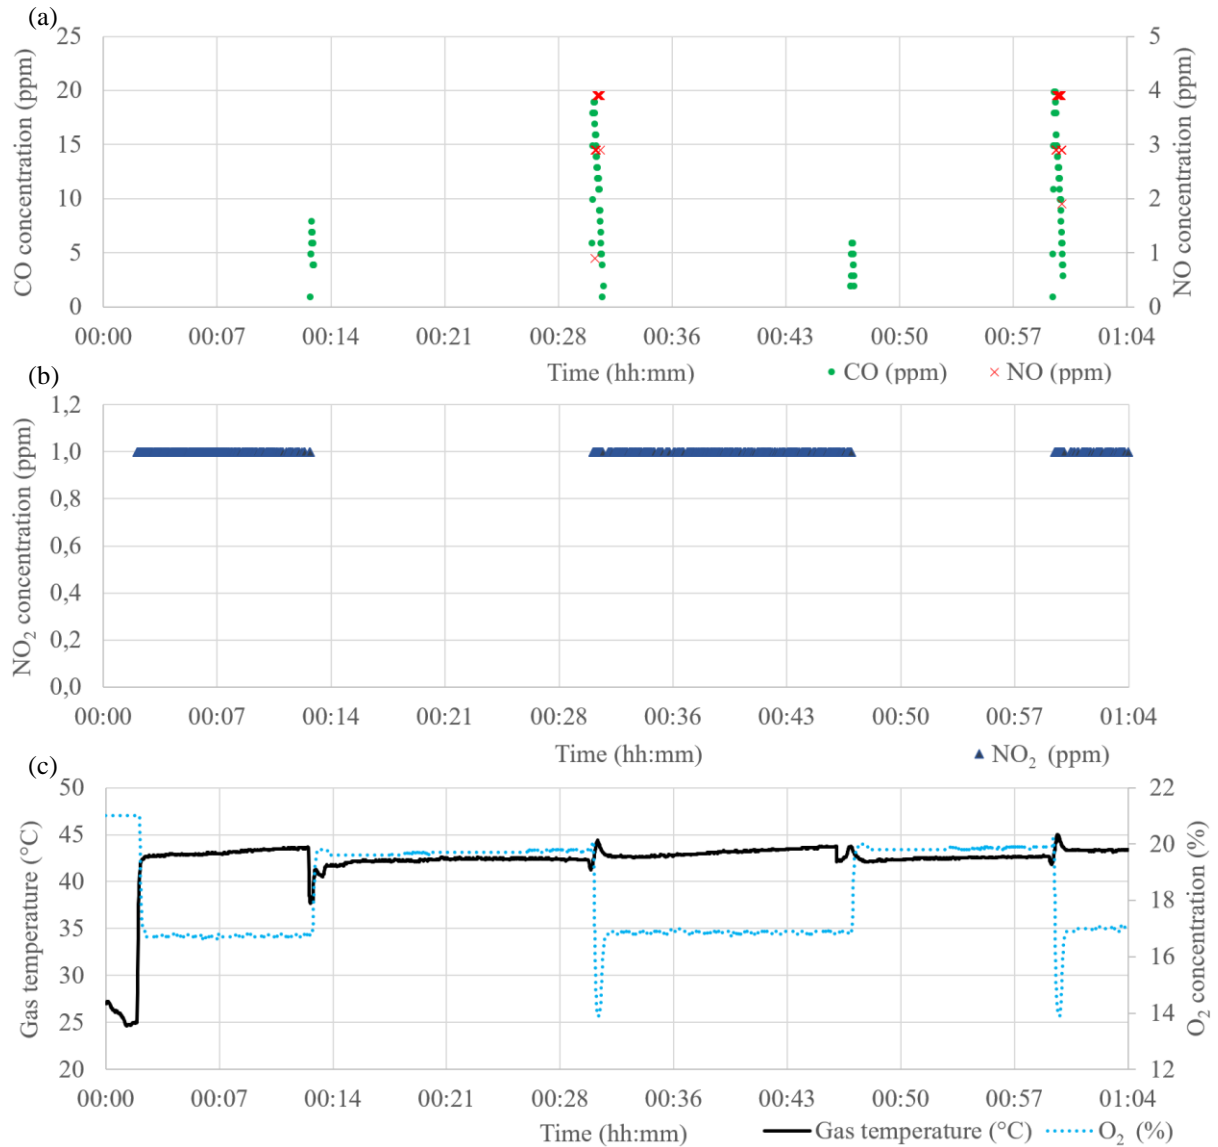 (a)
CO concentration (ppm)
25
20
15
10
5
0
NO concentration (ppm)
5
4
3
2
1
0
00:00 00:07 00:14 00:21 00:28 00:36 00:43 00:50 00:57 01:04
Time (hh:mm)
CO (ppm) NO (ppm)
(b)
NO₂ concentration (ppm)
1,2
1,0
0,8
0,6
0,4
0,2
0,0
00:00 00:07 00:14 00:21 00:28 00:36 00:43 00:50 00:57 01:04
Time (hh:mm)
NO₂ (ppm)
(c)
Gas temperature (°C)
50
45
40
35
30
25
20
O₂ concentration (%)
22
20
18
16
14
12
00:00 00:07 00:14 00:21 00:28 00:36 00:43 00:50 00:57 01:04
Time (hh:mm)
Gas temperature (°C) O₂ (%)